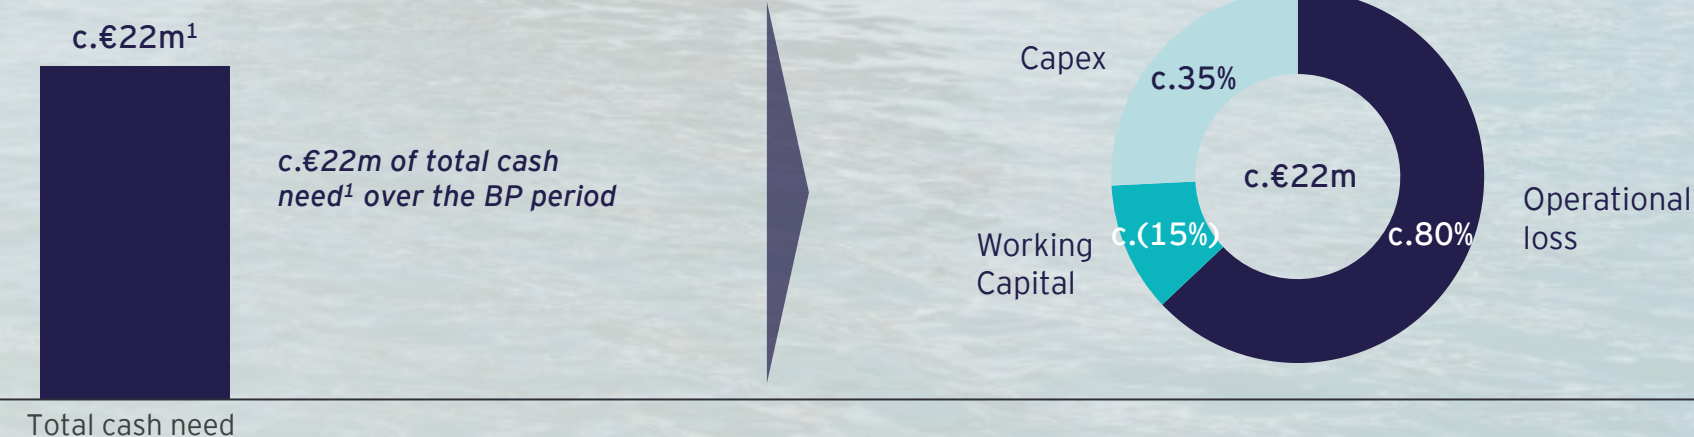 c.€22m¹
c.€22m of total cash
need¹ over the BP period
Total cash need
Capex
c.35%
c.€22m
Working
Capital
c.(15%)
c.80%
Operational
loss